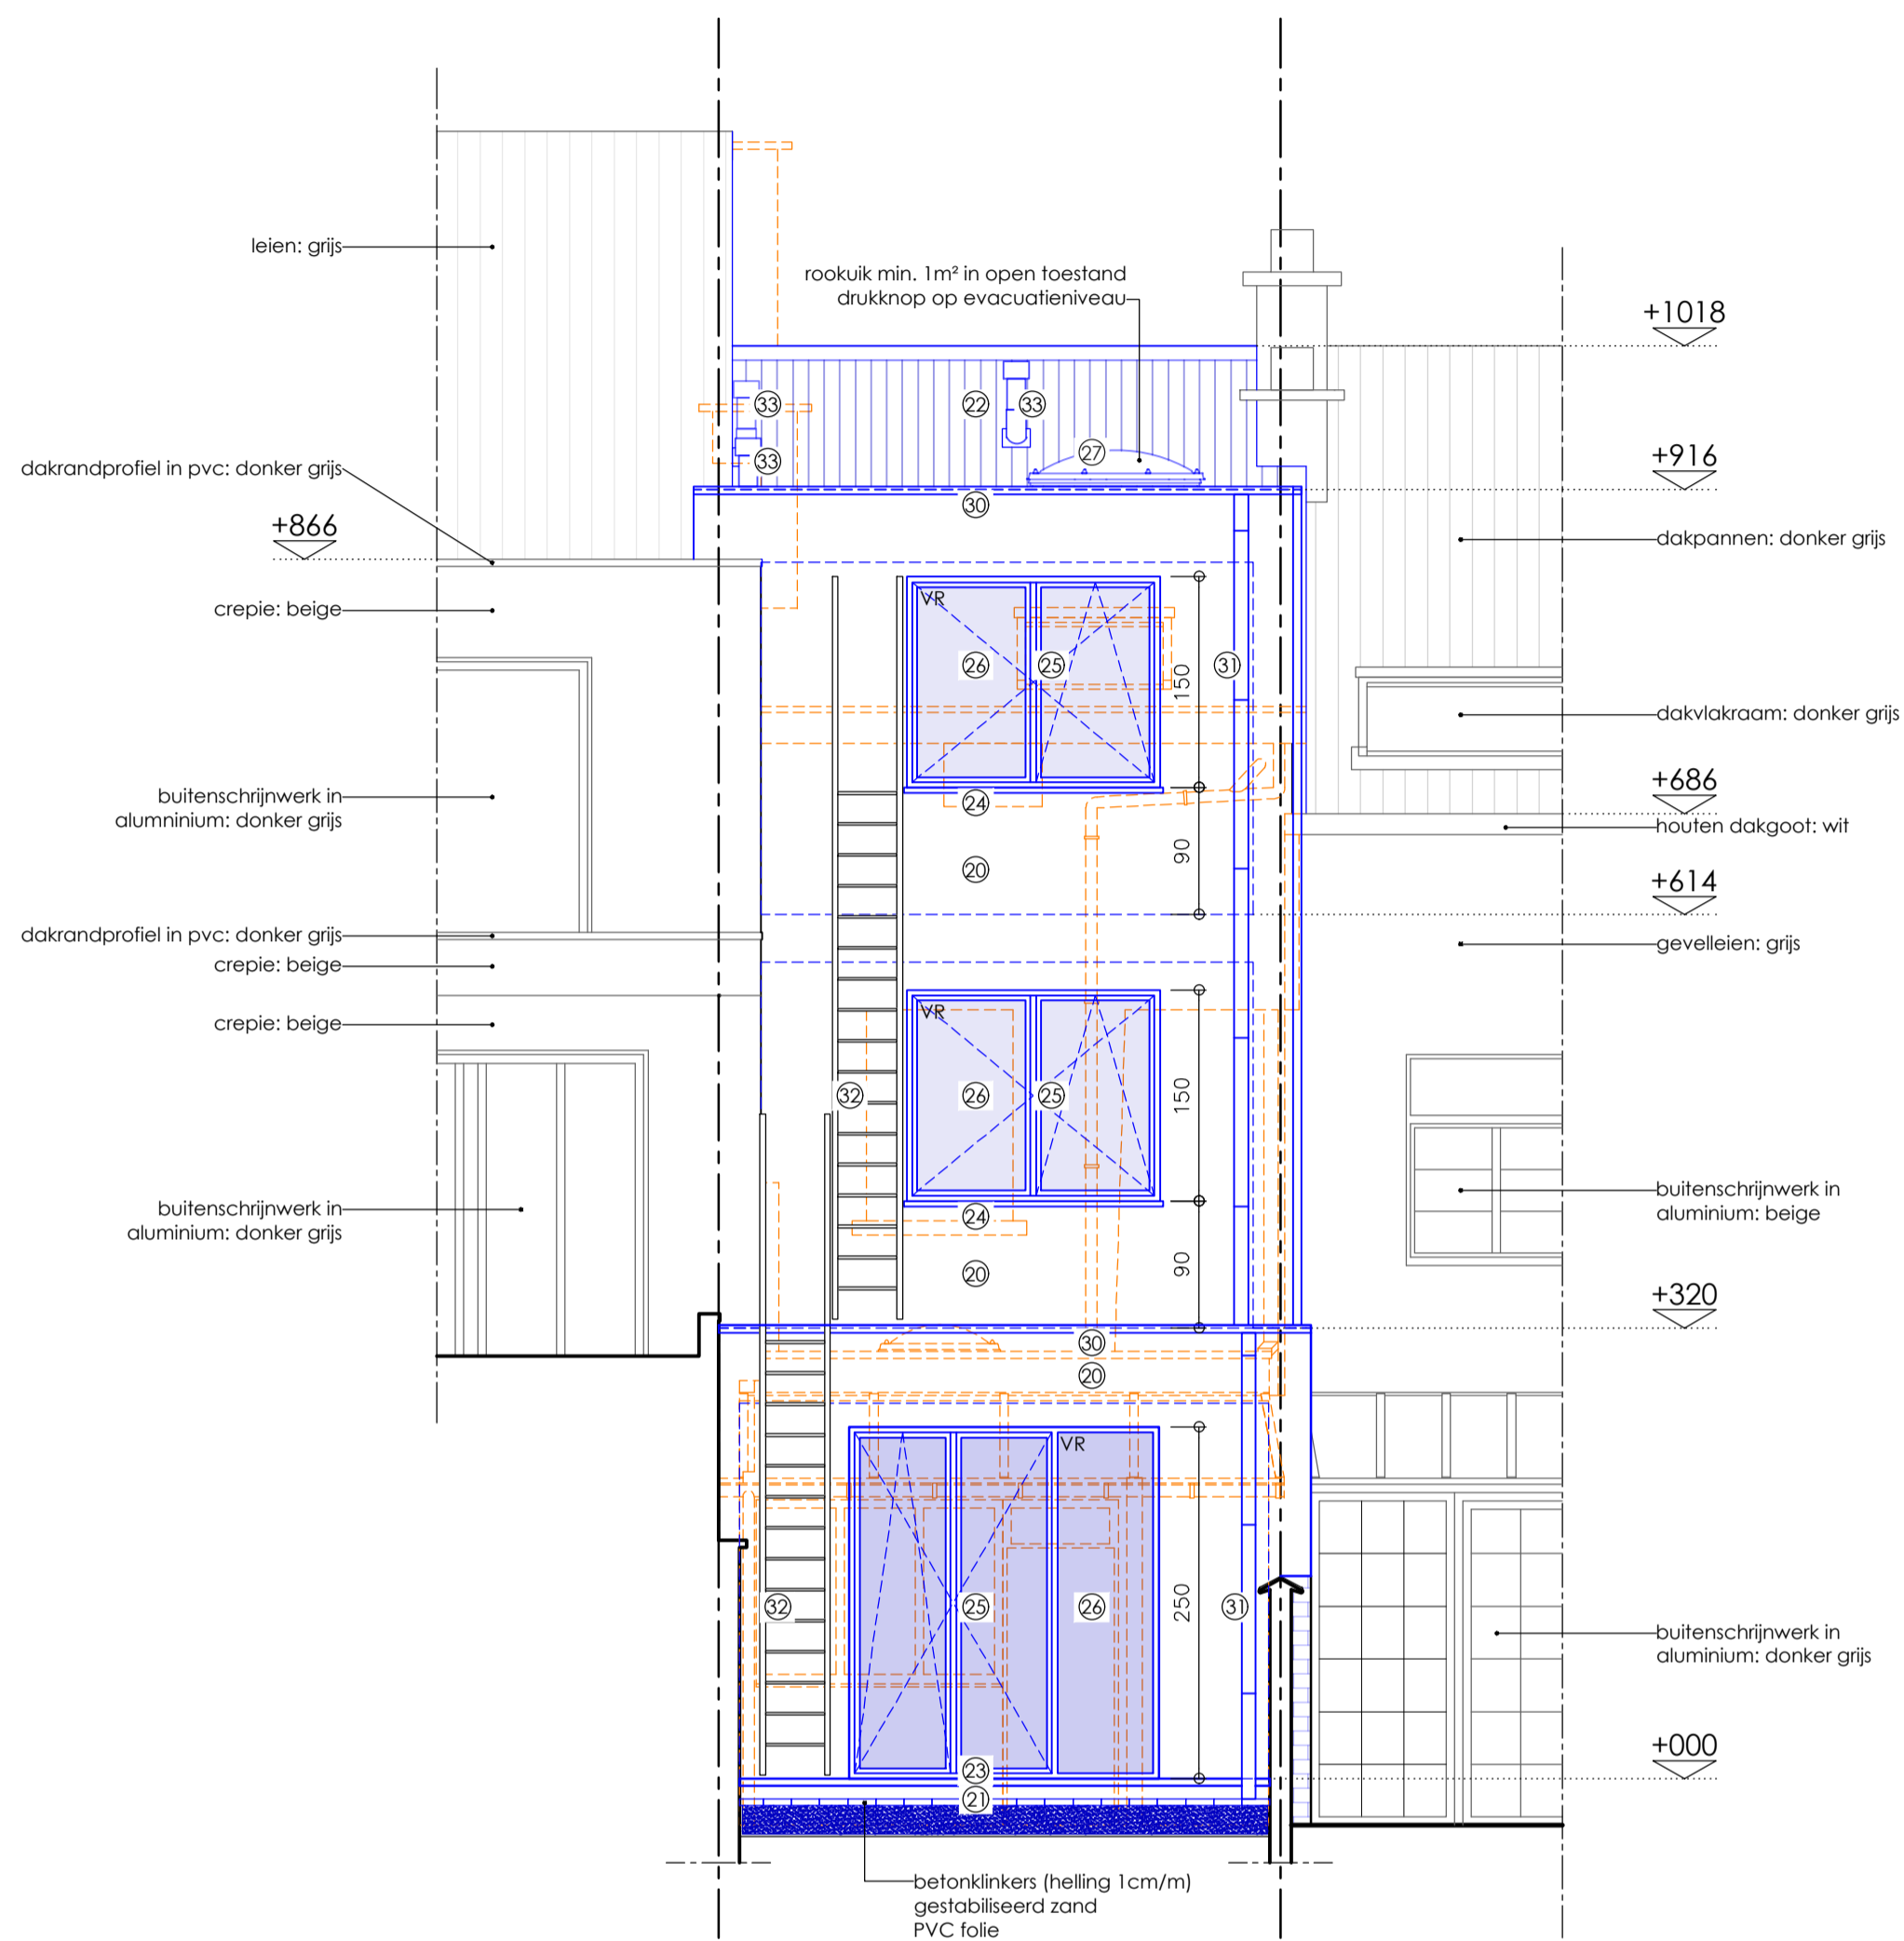 leien: grijs
rookuik min. 1m² in open toestand
drukknop op evacuatieniveau
+1018
33
22
33
27
33
+916
dakrandprofiel in pvc: donker grijs
30
+866
dakpannen: donker grijs
crepie: beige
VR
26
25
150
31
dakvlakraam: donker grijs
buitenschrijnwerk in
alumninium: donker grijs
+686
24
houten dakgoot: wit
90
20
+614
dakrandprofiel in pvc: donker grijs
gevelleien: grijs
crepie: beige
VR
crepie: beige
32
26
25
150
buitenschrijnwerk in
aluminium: donker grijs
buitenschrijnwerk in
aluminium: beige
24
90
20
+320
30
20
VR
32
25
26
250
31
buitenschrijnwerk in
aluminium: donker grijs
+000
23
21
betonklinkers (helling 1cm/m)
gestabiliseerd zand
PVC folie